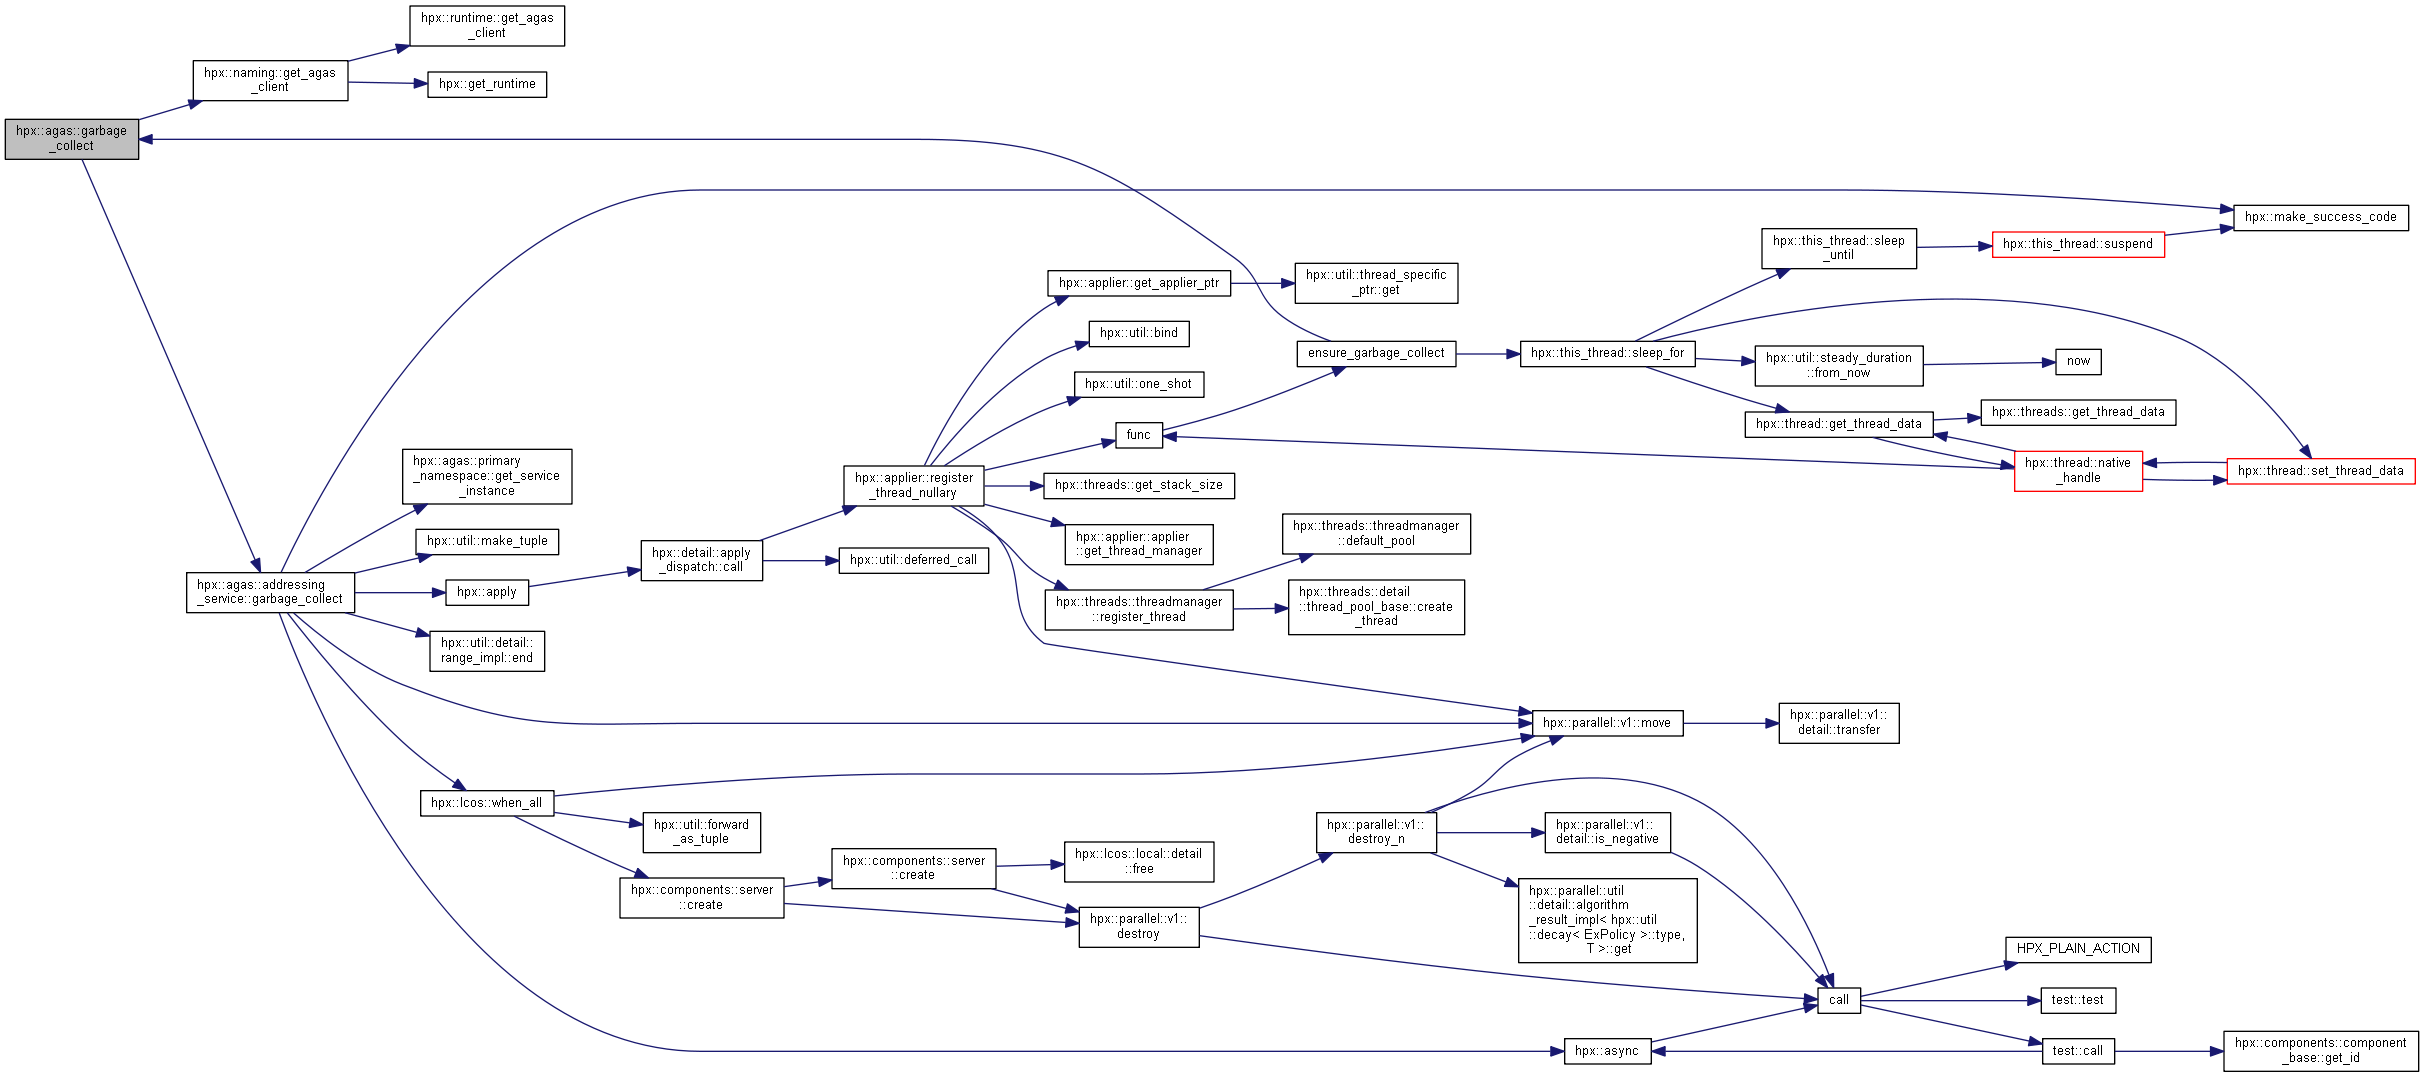 hpx::runtime::get_agas
_client
hpx::naming::get_agas
_client
hpx::get_runtime
hpx::agas::garbage
_collect
hpx::make_success_code
hpx::this_thread::sleep
_until
hpx::this_thread::suspend
hpx::applier::get_applier_ptr
hpx::util::thread_specific
_ptr::get
hpx::util::bind
ensure_garbage_collect
hpx::this_thread::sleep_for
hpx::util::steady_duration
::from_now
now
hpx::util::one_shot
hpx::threads::get_thread_data
hpx::thread::get_thread_data
func
hpx::agas::primary
_namespace::get_service
_instance
hpx::applier::register
_thread_nullary
hpx::threads::get_stack_size
hpx::thread::native
_handle
hpx::thread::set_thread_data
hpx::util::make_tuple
hpx::detail::apply
_dispatch::call
hpx::util::deferred_call
hpx::applier::applier
::get_thread_manager
hpx::threads::threadmanager
::default_pool
hpx::agas::addressing
_service::garbage_collect
hpx::apply
hpx::threads::threadmanager
::register_thread
hpx::threads::detail
::thread_pool_base::create
_thread
hpx::util::detail::
range_impl::end
hpx::parallel::v1::move
hpx::parallel::v1::
detail::transfer
hpx::lcos::when_all
hpx::util::forward
_as_tuple
hpx::parallel::v1::
destroy_n
hpx::parallel::v1::
detail::is_negative
hpx::components::server
::create
hpx::lcos::local::detail
::free
hpx::components::server
::create
hpx::parallel::v1::
destroy
hpx::parallel::util
::detail::algorithm
_result_impl< hpx::util
::decay< ExPolicy >::type,
T >::get
HPX_PLAIN_ACTION
call
test::test
hpx::async
test::call
hpx::components::component
_base::get_id